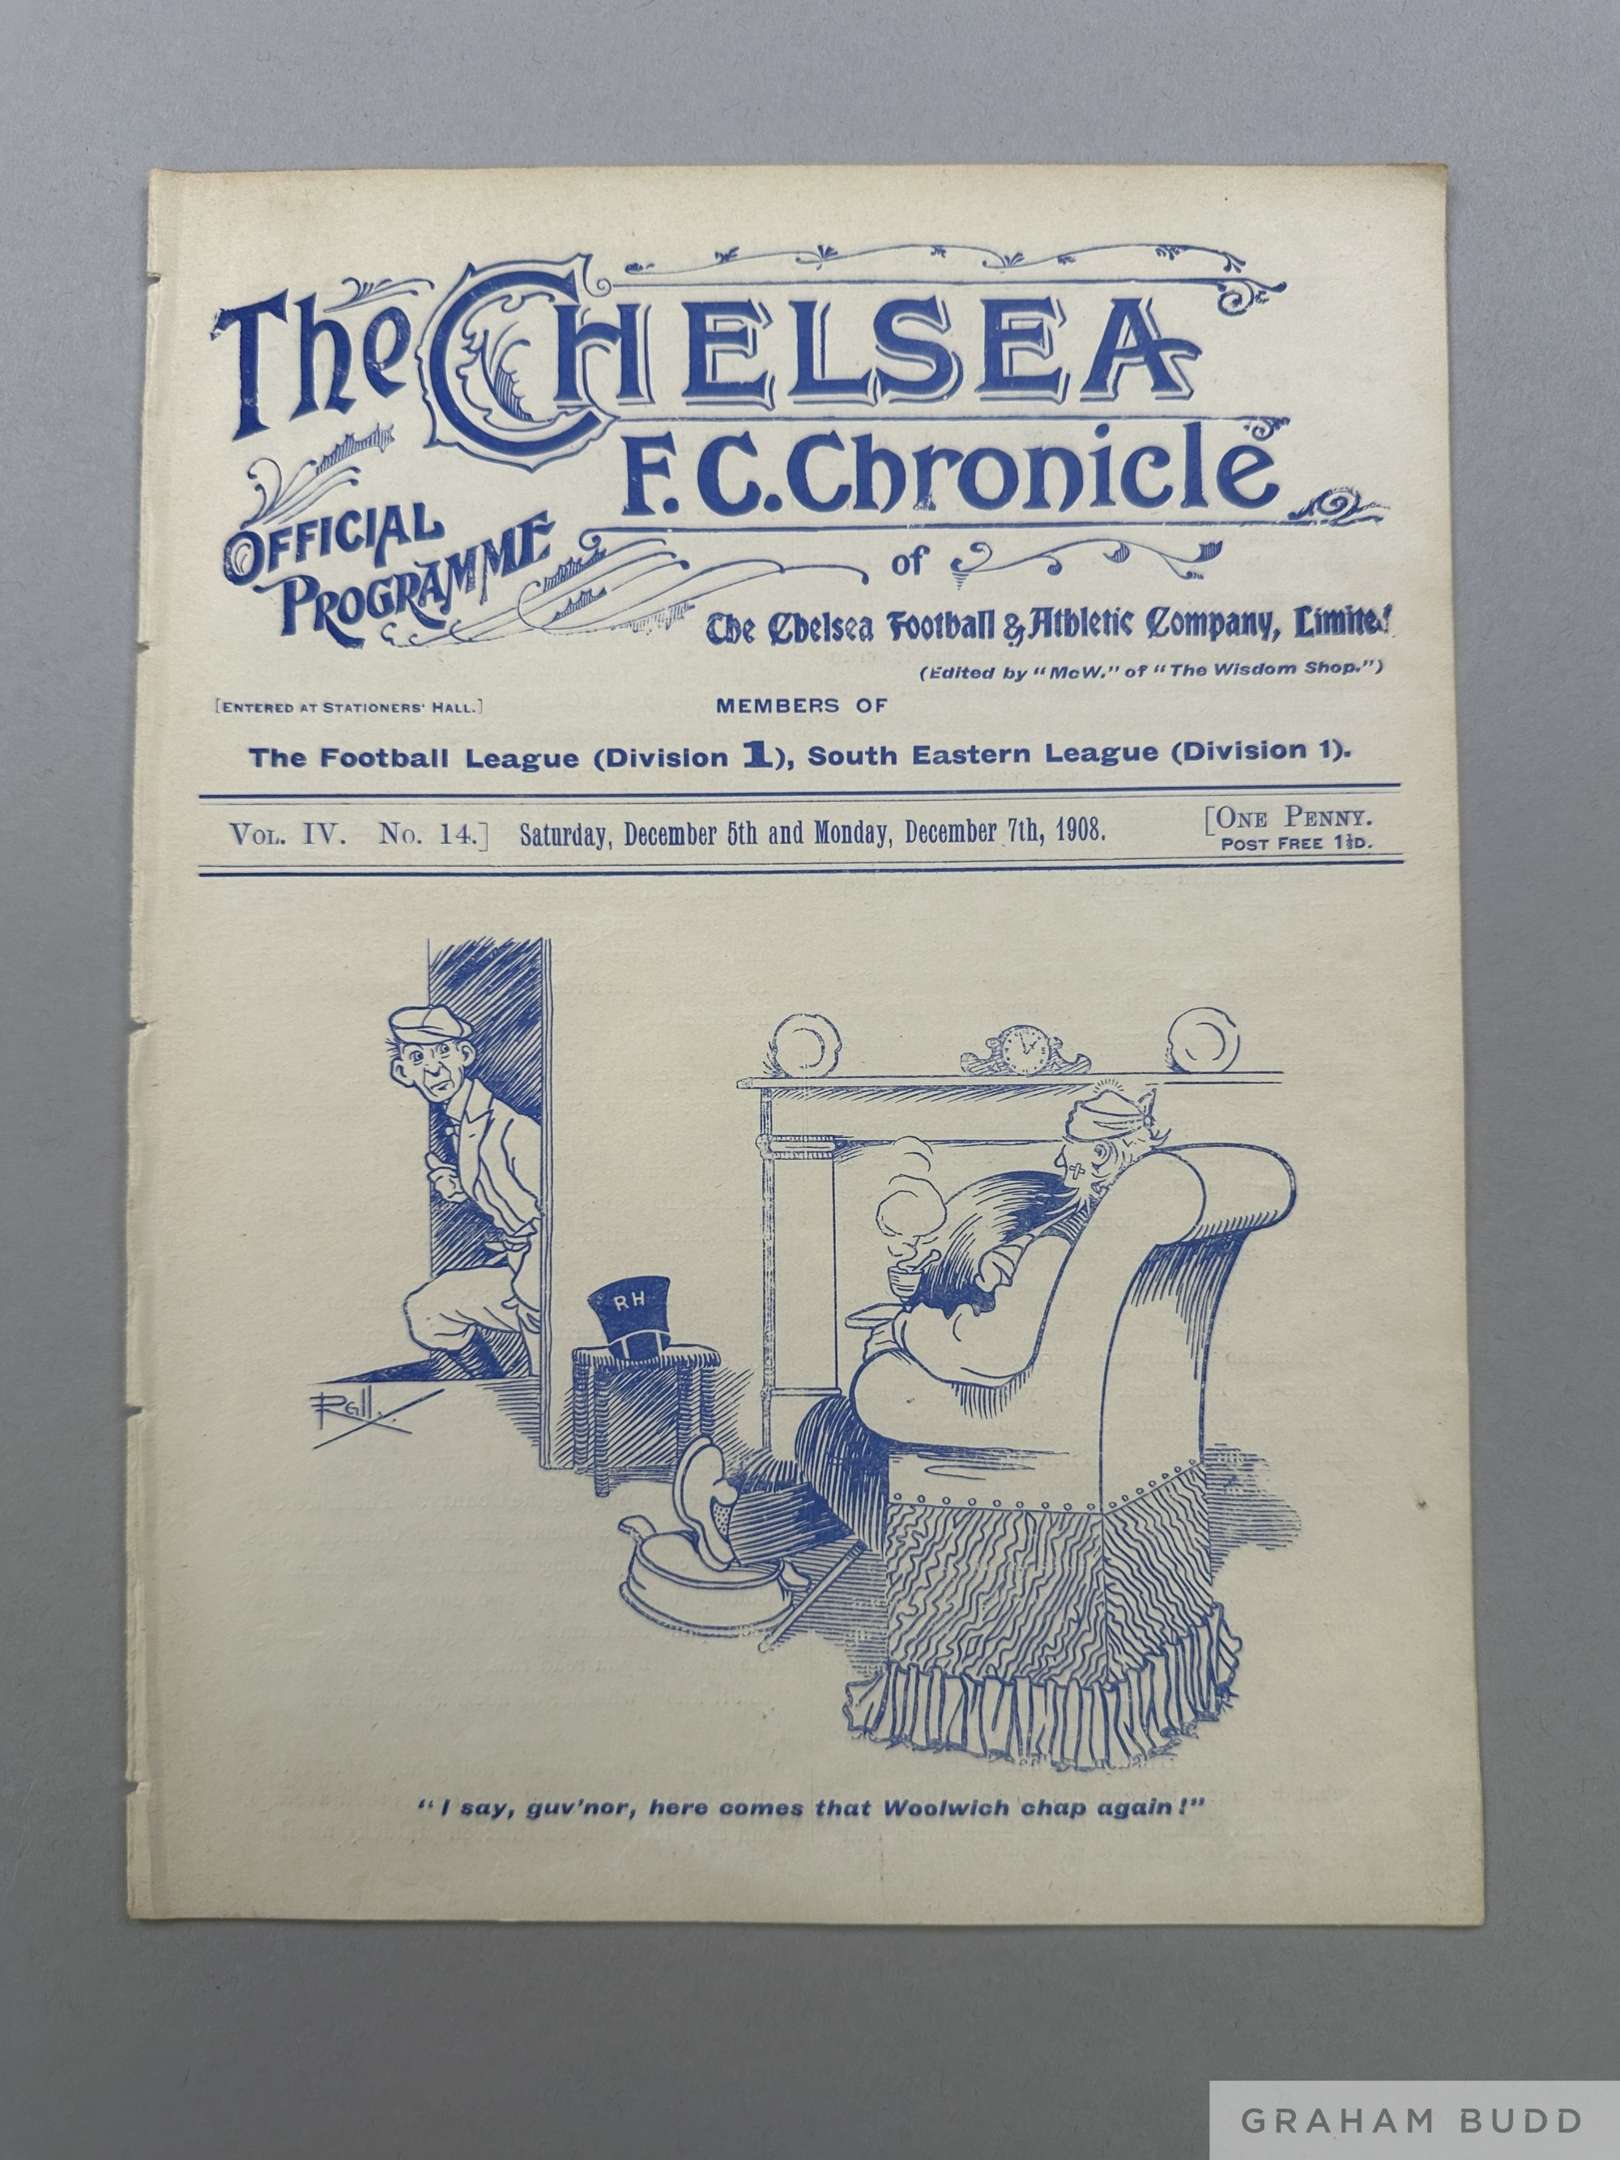 The CHELSEA
F.C. Chronicle
OFFICIAL
PROGRAMME
of
The Chelsea Football & Athletic Company, Limited
(Edited by "McW." of "The Wisdom Shop.")
[ENTERED AT STATIONERS' HALL.]
MEMBERS OF
The Football League (Division 1), South Eastern League (Division 1).
VOL. IV. No. 14.] Saturday, December 5th and Monday, December 7th, 1908. [ONE PENNY.
POST FREE 1½D.
RH
"I say, guv'nor, here comes that Woolwich chap again!"
GRAHAM BUDD